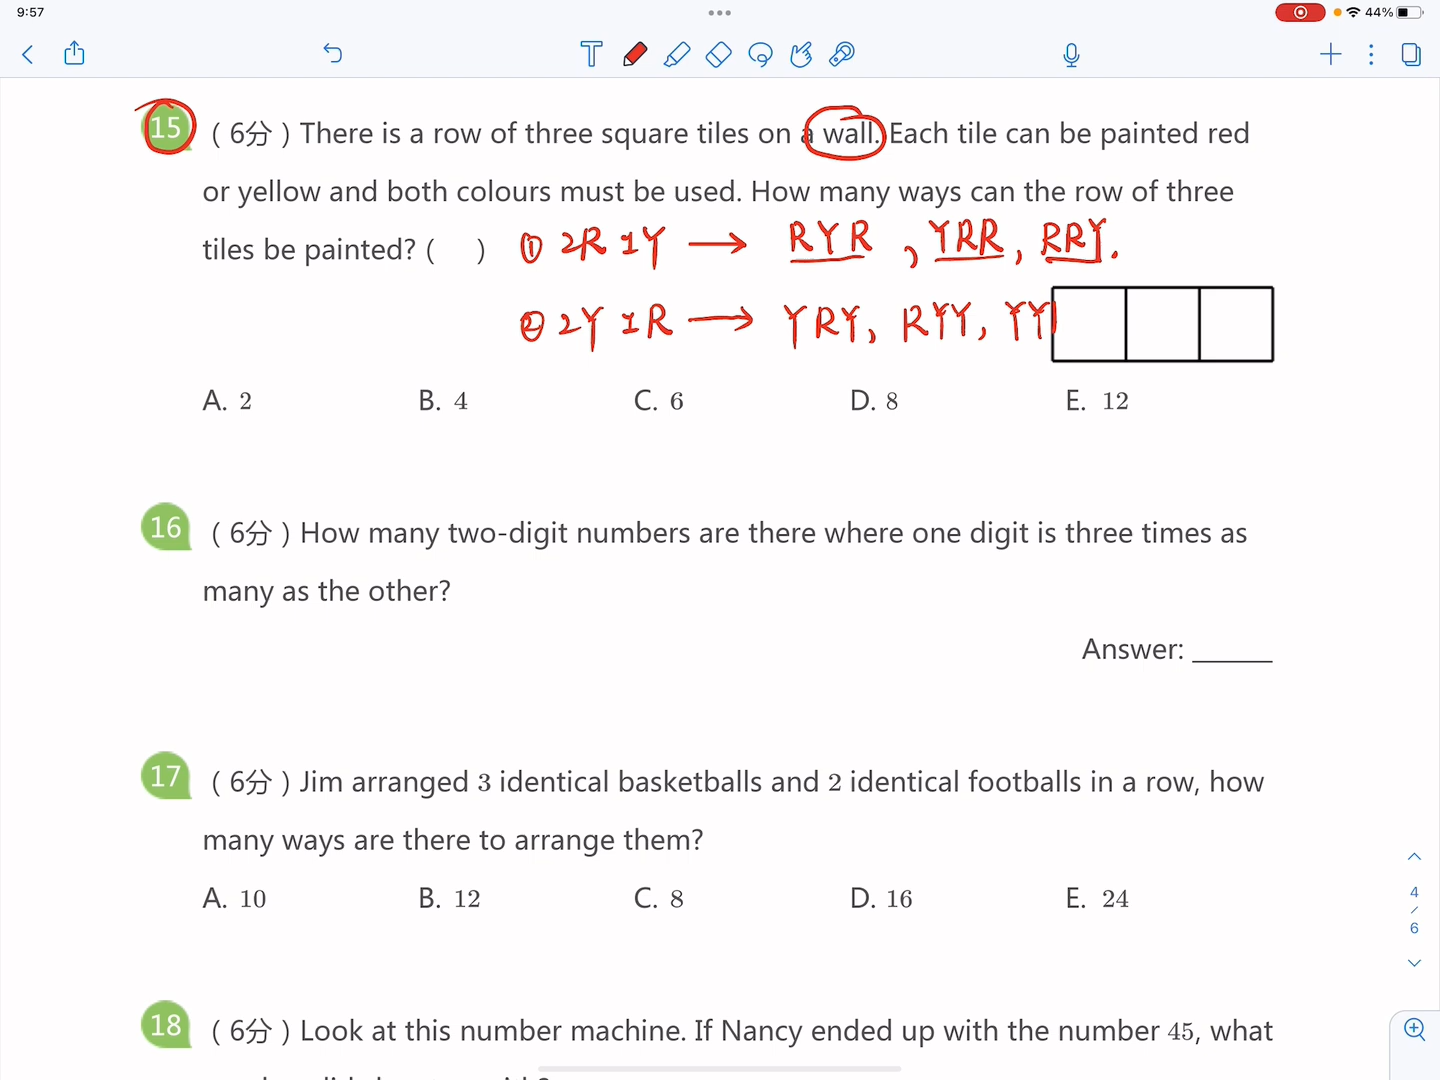 9:57
44%
T
15 ( 6分 ) There is a row of three square tiles on a wall. Each tile can be painted red
or yellow and both colours must be used. How many ways can the row of three
tiles be painted? ( ) ① 2R 1Y → RYR , YRR, RRY.
② 2Y 1R → YRY, RYY, YY
A. 2 B. 4 C. 6 D. 8 E. 12
16 ( 6分 ) How many two-digit numbers are there where one digit is three times as
many as the other?
Answer: ______
17 ( 6分 ) Jim arranged 3 identical basketballs and 2 identical footballs in a row, how
many ways are there to arrange them?
A. 10 B. 12 C. 8 D. 16 E. 24
4
/
6
18 ( 6分 ) Look at this number machine. If Nancy ended up with the number 45, what